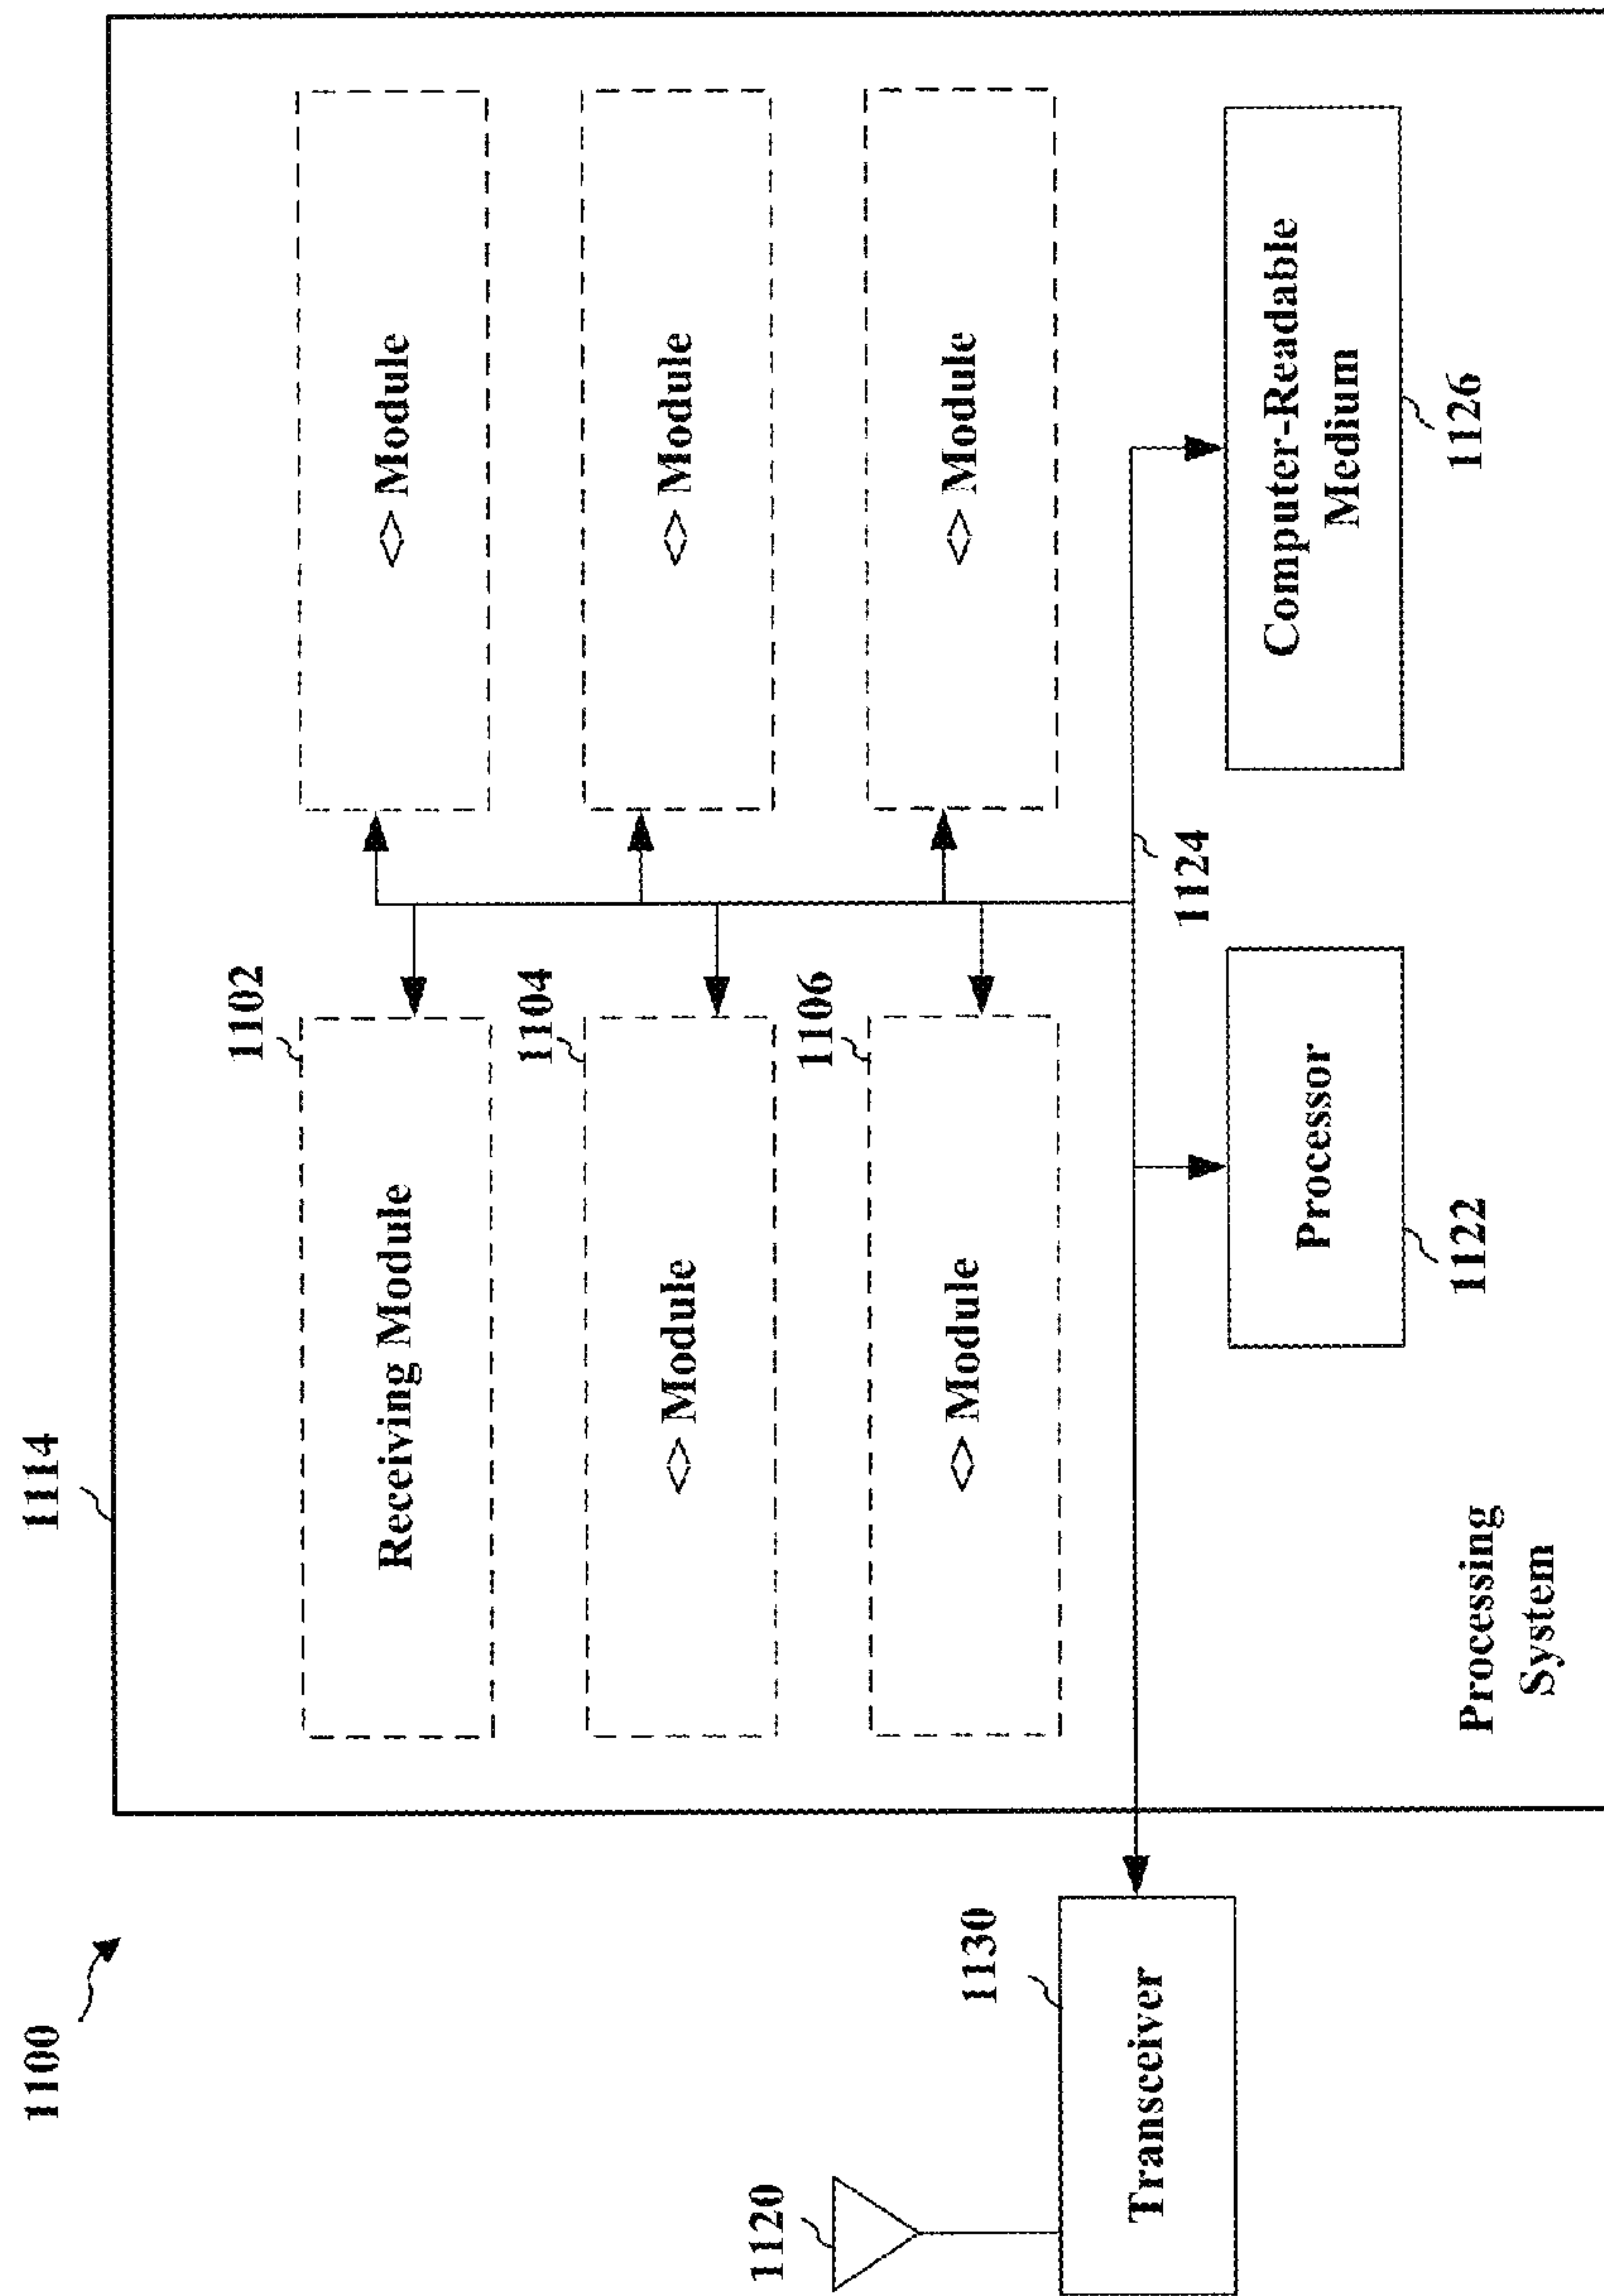 1100
1114
1102
Receiving Module
<> Module
1104
<> Module
<> Module
1106
<> Module
<> Module
1120
1130
Transceiver
1124
Processor
1122
Computer-Readable
Medium
1126
Processing
System